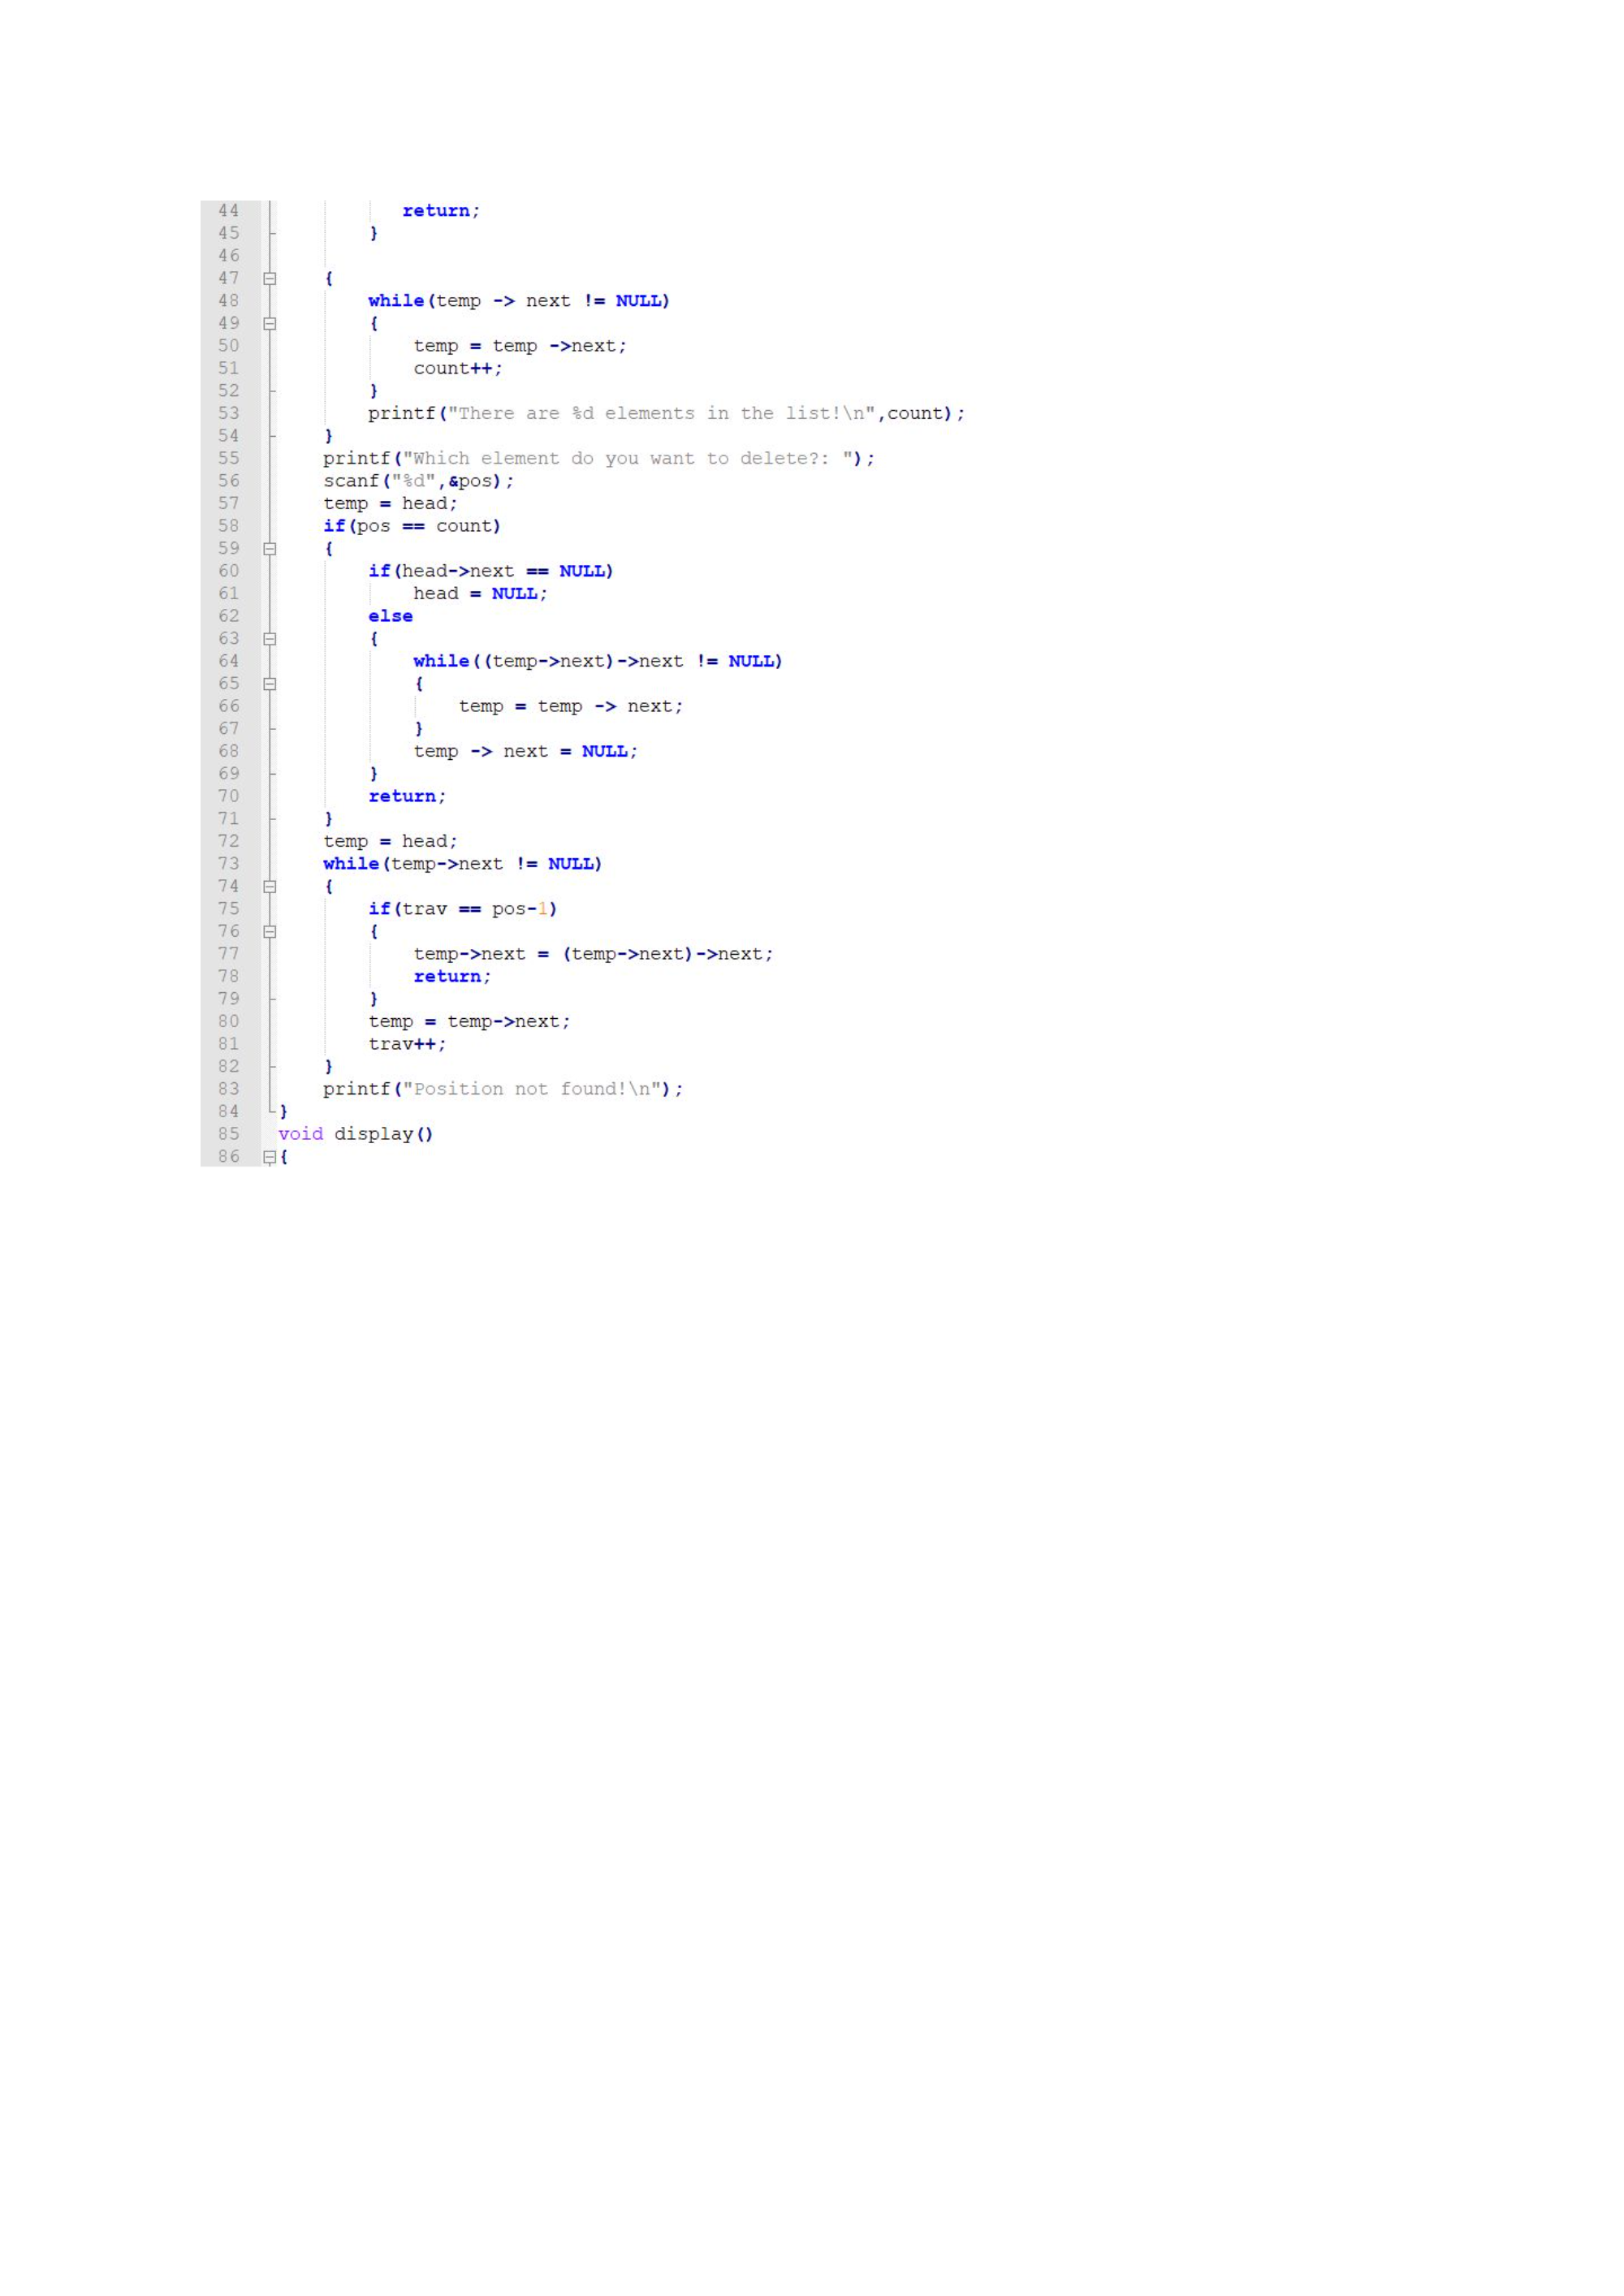 44 return;
45 }
46
47 {
48 while(temp -> next != NULL)
49 {
50 temp = temp ->next;
51 count++;
52 }
53 printf("There are %d elements in the list!\n",count);
54 }
55 printf("Which element do you want to delete?: ");
56 scanf("%d",&pos);
57 temp = head;
58 if(pos == count)
59 {
60 if(head->next == NULL)
61 head = NULL;
62 else
63 {
64 while((temp->next)->next != NULL)
65 {
66 temp = temp -> next;
67 }
68 temp -> next = NULL;
69 }
70 return;
71 }
72 temp = head;
73 while(temp->next != NULL)
74 {
75 if(trav == pos-1)
76 {
77 temp->next = (temp->next)->next;
78 return;
79 }
80 temp = temp->next;
81 trav++;
82 }
83 printf("Position not found!\n");
84 }
85 void display()
86 {